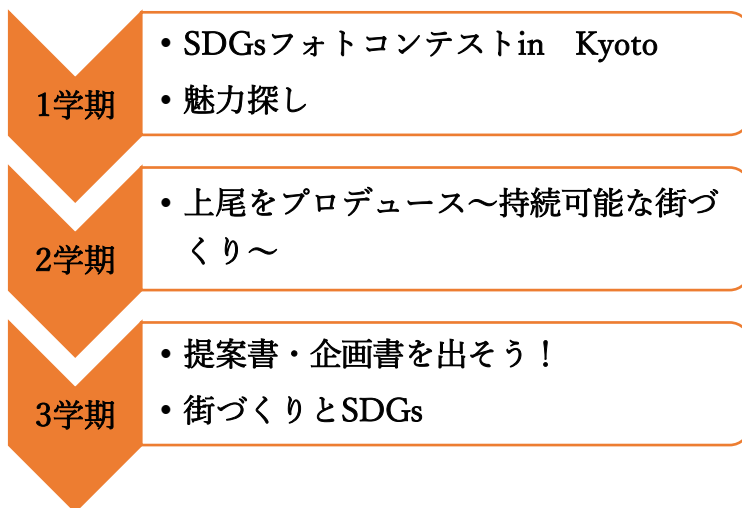 1学期
• SDGsフォトコンテストin　Kyoto
• 魅力探し
2学期
• 上尾をプロデュース～持続可能な街づ
くり～
3学期
• 提案書・企画書を出そう！
• 街づくりとSDGs